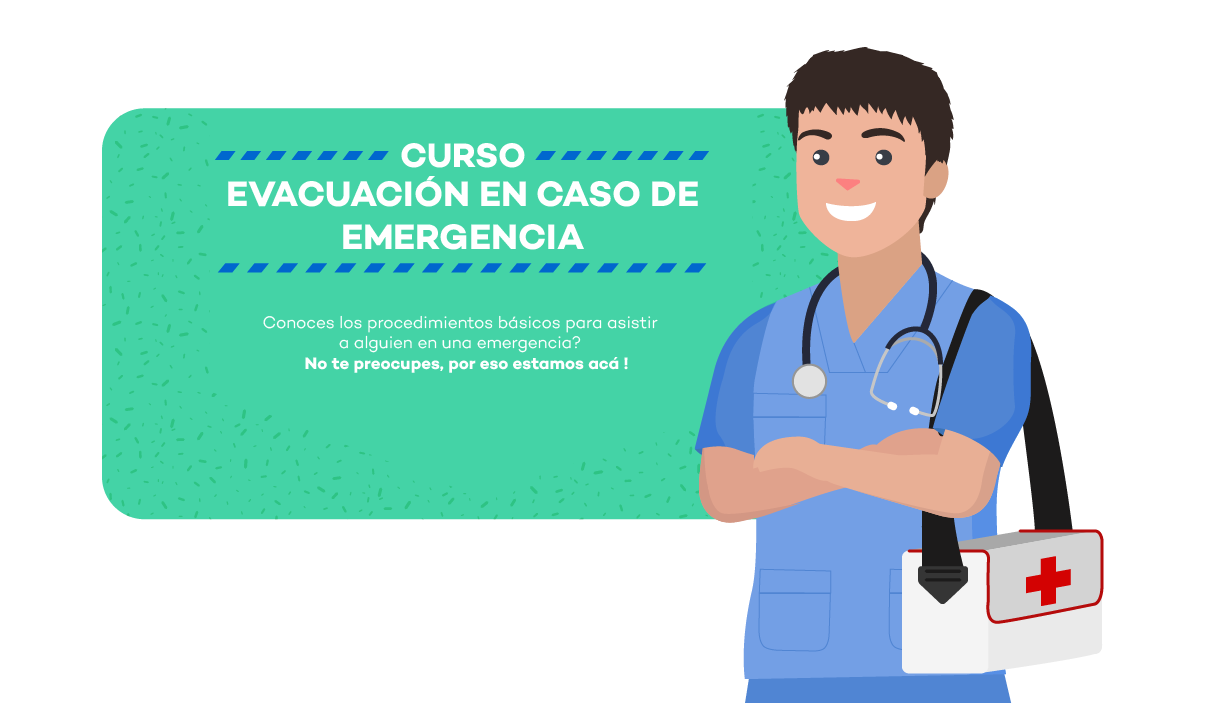 CURSO
EVACUACIÓN EN CASO DE
EMERGENCIA
Conoces los procedimientos básicos para asistir
a alguien en una emergencia?
No te preocupes, por eso estamos acá !